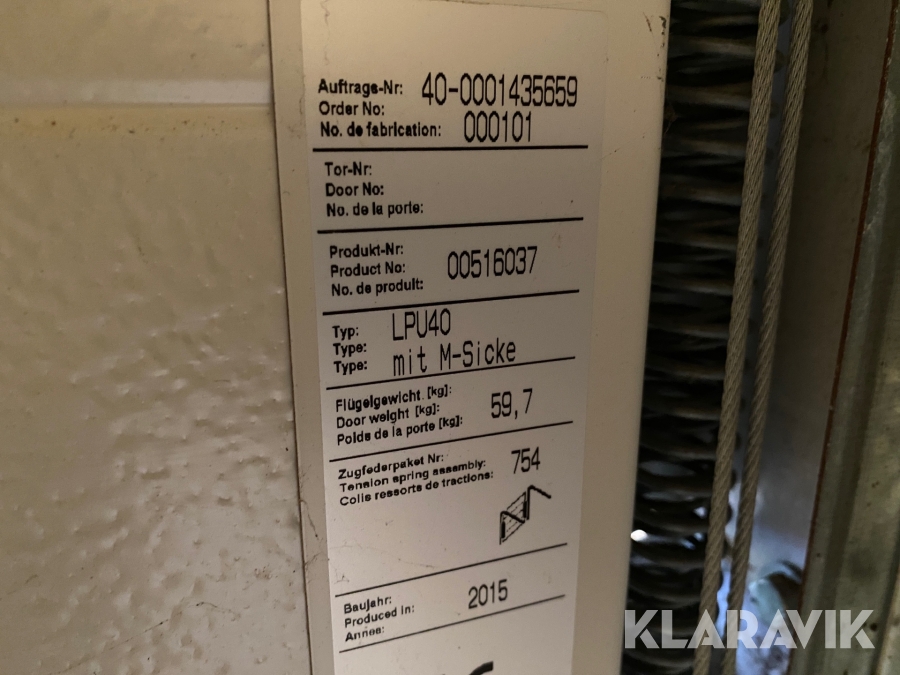 Auftrags-Nr: 40-0001435659
Order No:
No. de fabrication: 000101
Tor-Nr:
Door No:
No. de la porte:
Produkt-Nr:
Product No: 00516037
No. de produit:
Typ: LPU40
Type:
Type: mit M-Sicke
Flügelgewicht [kg]:
Door weight [kg]: 59,7
Poids de la porte [kg]:
Zugfederpaket Nr: 754
Tension spring assembly:
Colis ressorts de tractions:
Baujahr:
Produced in: 2015
Annee:
KLARAVIK